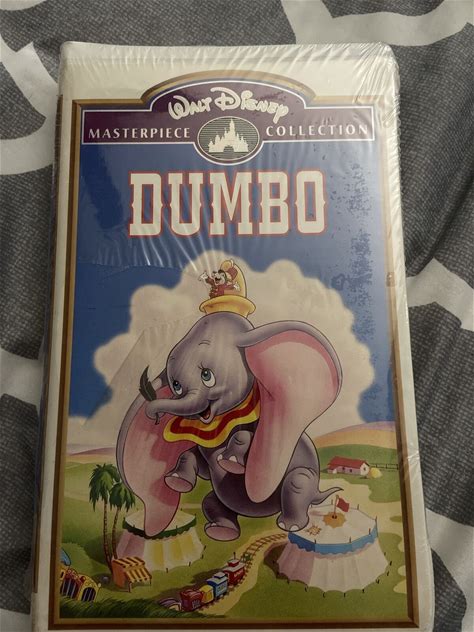 Walt Disney
MASTERPIECE COLLECTION
DUMBO